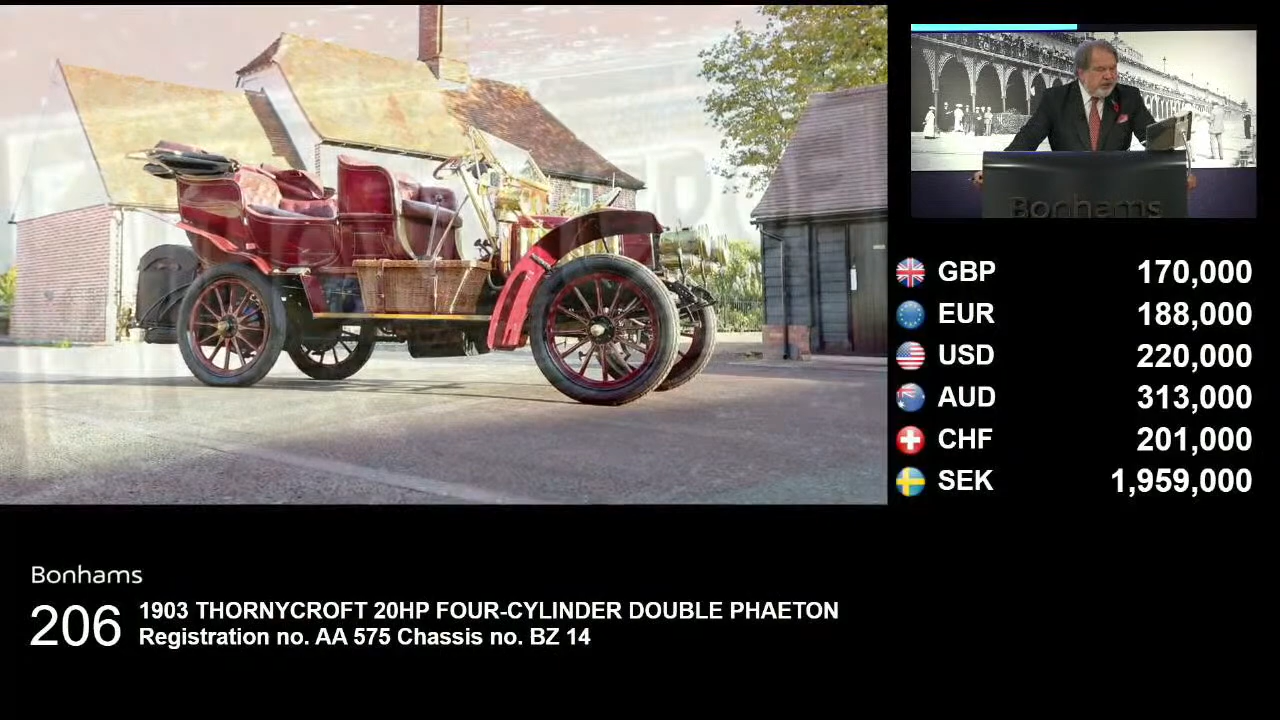 Bonhams
GBP 170,000
EUR 188,000
USD 220,000
AUD 313,000
CHF 201,000
SEK 1,959,000
Bonhams
206
1903 THORNYCROFT 20HP FOUR-CYLINDER DOUBLE PHAETON
Registration no. AA 575 Chassis no. BZ 14